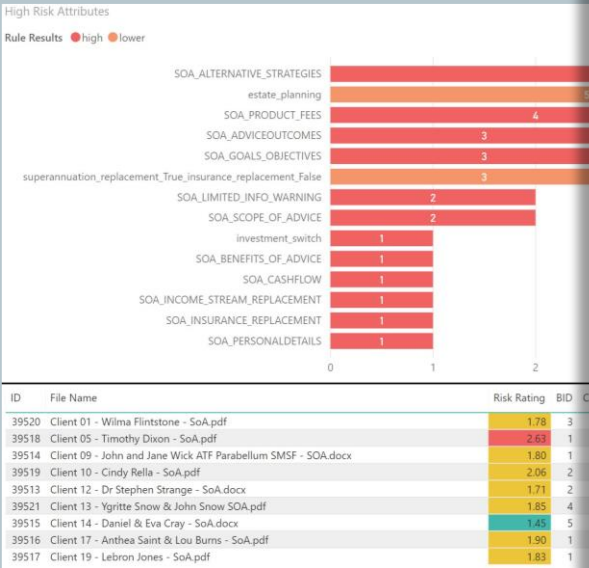 High Risk Attributes
Rule Results high lower
SOA_ALTERNATIVE_STRATEGIES
estate_planning
SOA_PRODUCT_FEES 4
SOA_ADVICEOUTCOMES 3
SOA_GOALS_OBJECTIVES 3
superannuation_replacement_True_insurance_replacement_False 3
SOA_LIMITED_INFO_WARNING 2
SOA_SCOPE_OF_ADVICE 2
investment_switch 1
SOA_BENEFITS_OF_ADVICE 1
SOA_CASHFLOW 1
SOA_INCOME_STREAM_REPLACEMENT 1
SOA_INSURANCE_REPLACEMENT 1
SOA_PERSONALDETAILS 1
0 1 2
ID File Name Risk Rating BID
39520 Client 01 - Wilma Flintstone - SoA.pdf 1.78 3
39518 Client 05 - Timothy Dixon - SoA.pdf 2.63 1
39514 Client 09 - John and Jane Wick ATF Parabellum SMSF - SOA.docx 1.80 1
39519 Client 10 - Cindy Rella - SoA.pdf 2.06 2
39513 Client 12 - Dr Stephen Strange - SoA.docx 1.71 2
39521 Client 13 - Ygritte Snow & John Snow SOA.pdf 1.85 4
39515 Client 14 - Daniel & Eva Cray - SoA.docx 1.45 5
39516 Client 17 - Anthea Saint & Lou Burns - SoA.pdf 1.90 1
39517 Client 19 - Lebron Jones - SoA.pdf 1.83 1